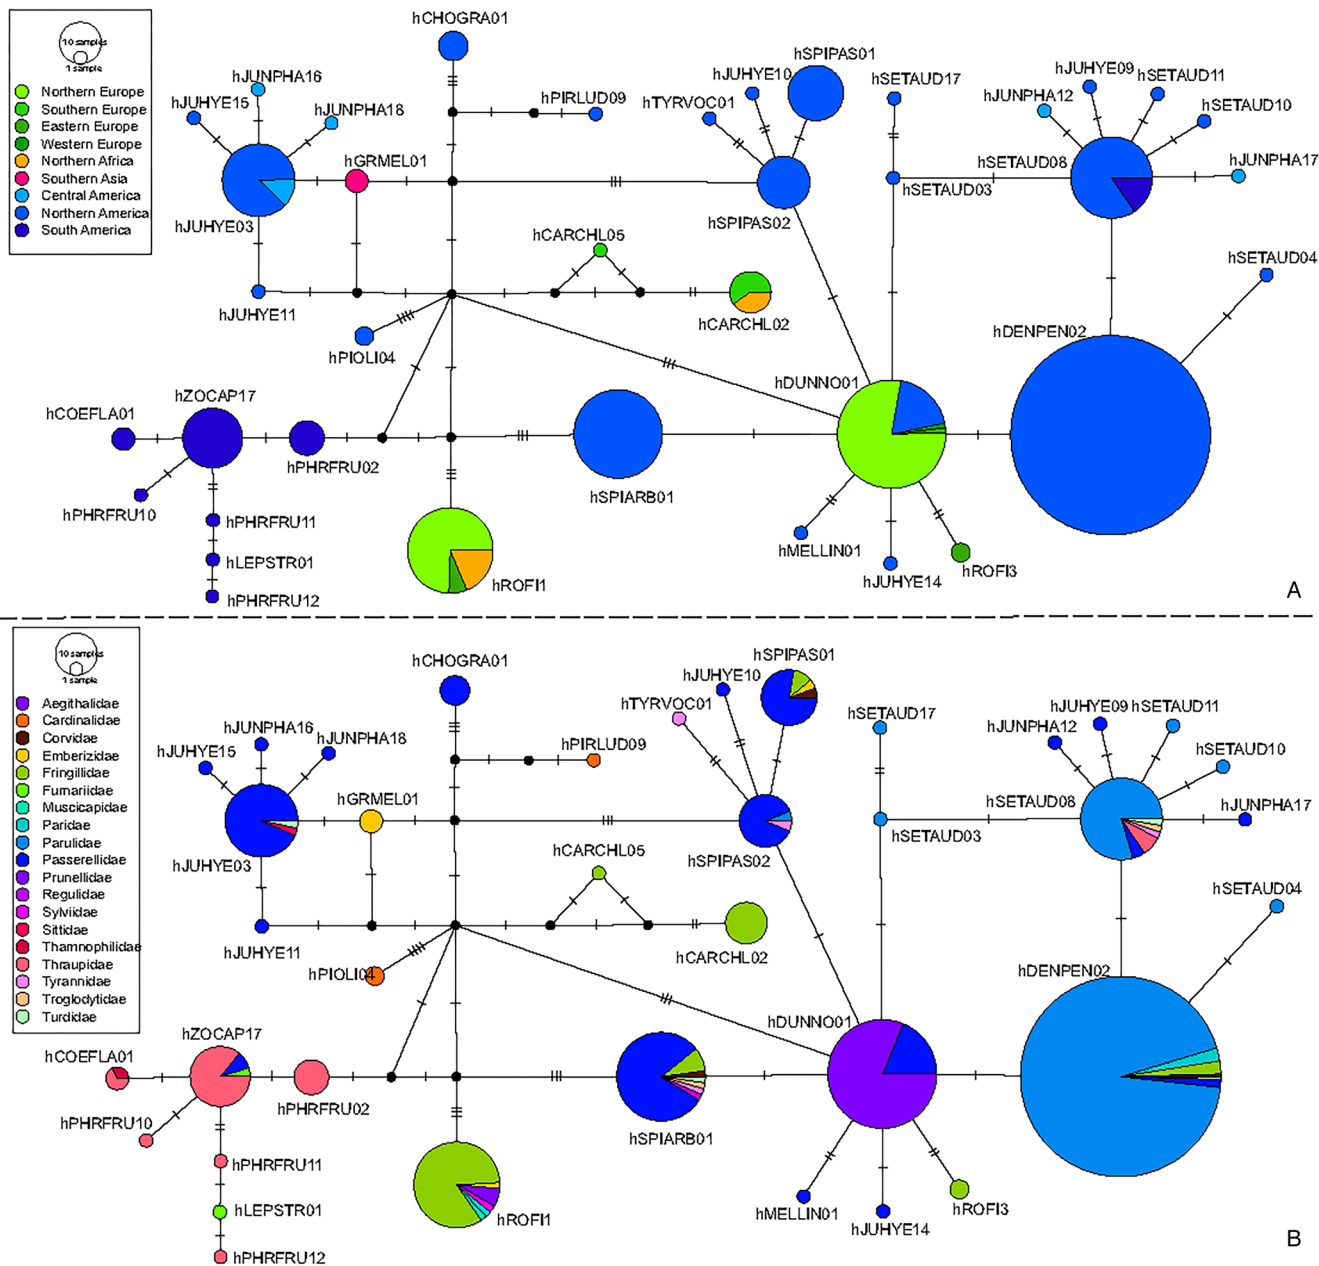 10 samples
1 sample
Northern Europe
Southern Europe
Eastern Europe
Western Europe
Northern Africa
Southern Asia
Central America
Northern America
South America
hCHOGRA01
hSPIPAS01
hJUNPHA16
hJUHYE10
hSETAUD17
hJUHYE09
hSETAUD11
hJUHYE15
hJUNPHA18
hPIRLUD09
hTYRVOC01
hJUNPHA12
hSETAUD10
hGRMEL01
hSETAUD08
hJUNPHA17
hSETAUD03
hJUHYE03
hSPIPAS02
hCARCHL05
hSETAUD04
hJUHYE11
hCARCHL02
hDENPEN02
hPIOLI04
hDUNNO01
hZOCAP17
hCOEFLA01
hPHRFRU02
hSPIARB01
hPHRFRU10
hPHRFRU11
hMELLIN01
hLEPSTR01
hROFI1
hJUHYE14
hROFI3
hPHRFRU12
A
10 samples
1 sample
Aegithalidae
Cardinalidae
Corvidae
Emberizidae
Fringillidae
Furnariidae
Muscicapidae
Paridae
Parulidae
Passerellidae
Prunellidae
Regulidae
Sylviidae
Sittidae
Thamnophilidae
Thraupidae
Tyrannidae
Troglodytidae
Turdidae
hCHOGRA01
hSPIPAS01
hJUHYE10
hTYRVOC01
hSETAUD17
hJUHYE09
hSETAUD11
hJUNPHA16
hJUNPHA12
hJUNPHA18
hPIRLUD09
hJUHYE15
hSETAUD10
hGRMEL01
hSETAUD08
hJUNPHA17
hSETAUD03
hCARCHL05
hSPIPAS02
hJUHYE03
hSETAUD04
hJUHYE11
hCARCHL02
hPIOLI04
hDENPEN02
hDUNNO01
hZOCAP17
hCOEFLA01
hPHRFRU02
hPHRFRU10
hSPIARB01
hPHRFRU11
hLEPSTR01
hROFI1
hMELLIN01
hROFI3
hJUHYE14
hPHRFRU12
B